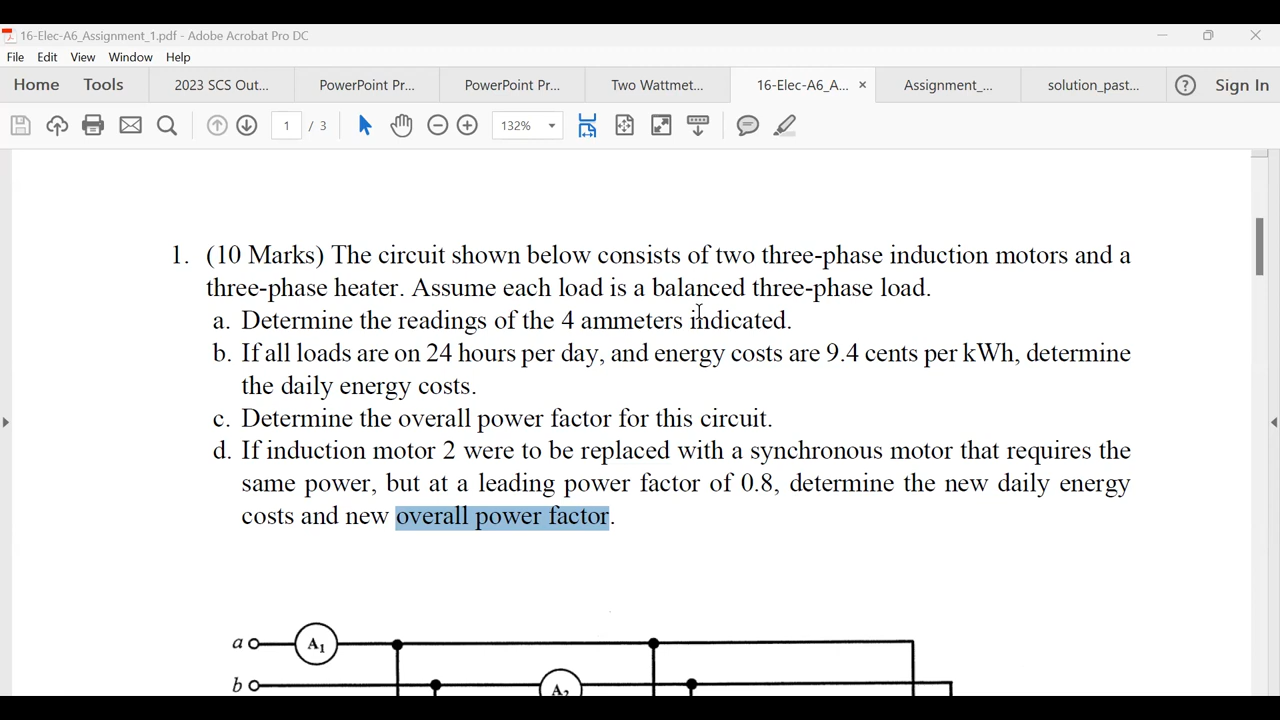 16-Elec-A6_Assignment_1.pdf - Adobe Acrobat Pro DC
File Edit View Window Help
Home Tools 2023 SCS Out... PowerPoint Pr... PowerPoint Pr... Two Wattmet... 16-Elec-A6_A... × Assignment_... solution_past... ? Sign In
1 / 3 132%
1. (10 Marks) The circuit shown below consists of two three-phase induction motors and a
three-phase heater. Assume each load is a balanced three-phase load.
a. Determine the readings of the 4 ammeters indicated.
b. If all loads are on 24 hours per day, and energy costs are 9.4 cents per kWh, determine
the daily energy costs.
c. Determine the overall power factor for this circuit.
d. If induction motor 2 were to be replaced with a synchronous motor that requires the
same power, but at a leading power factor of 0.8, determine the new daily energy
costs and new overall power factor.
a A1
b A2